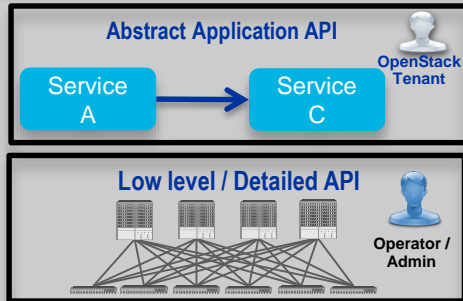 Abstract Application API
OpenStack
Tenant
Service
A
Service
C
Low level / Detailed API
Operator /
Admin